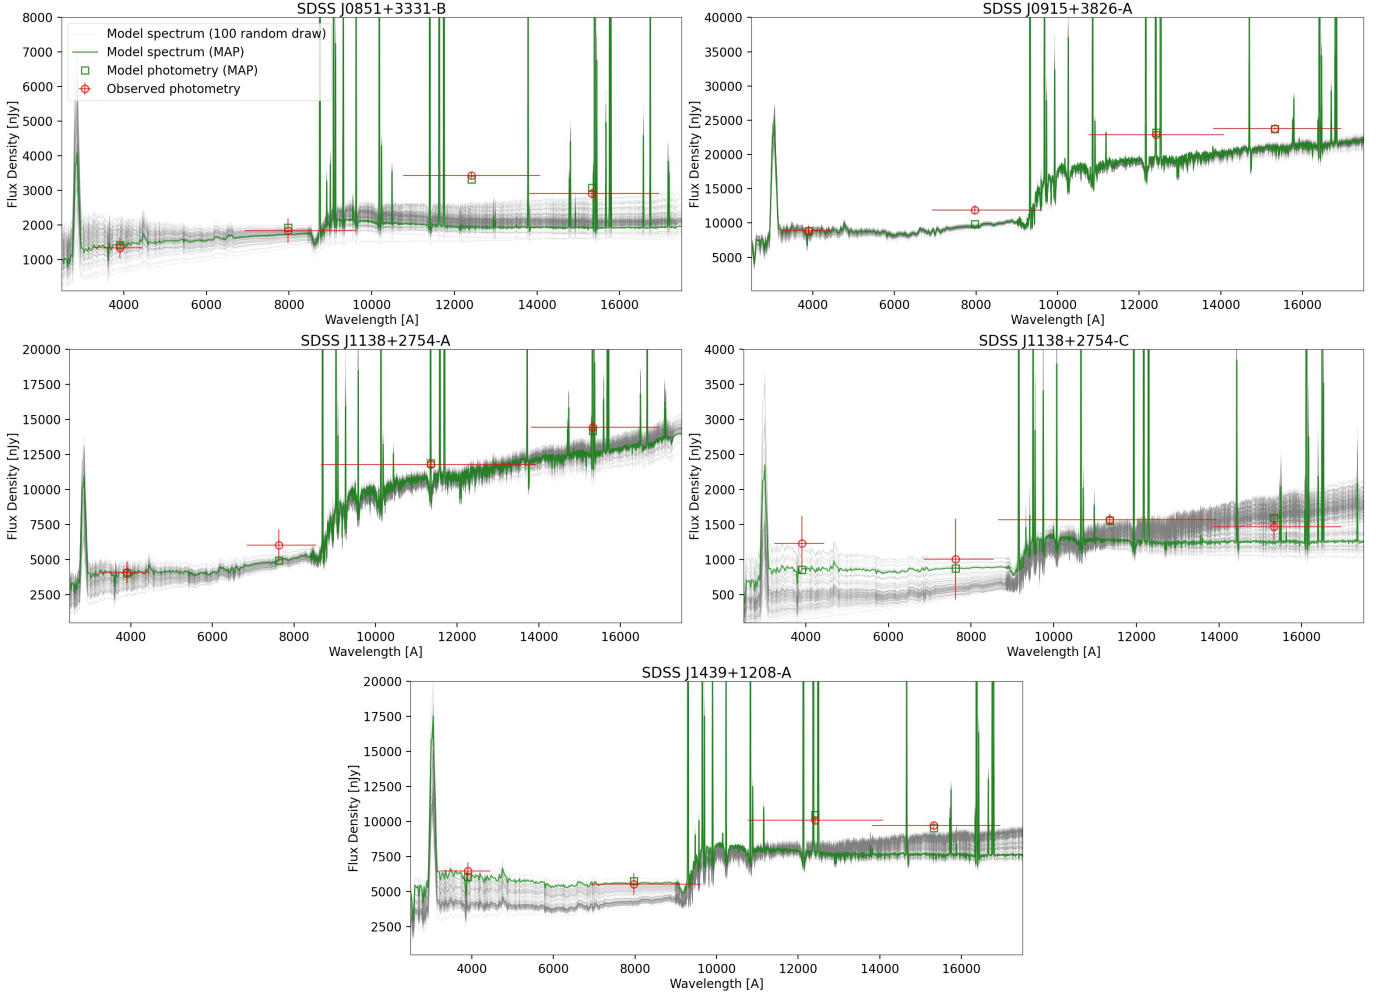 SDSS J0851+3331-B
Flux Density [nJy]
8000
7000
6000
5000
4000
3000
2000
1000
Model spectrum (100 random draw)
Model spectrum (MAP)
Model photometry (MAP)
Observed photometry
4000 6000 8000 10000 12000 14000 16000
Wavelength [A]
SDSS J0915+3826-A
Flux Density [nJy]
40000
35000
30000
25000
20000
15000
10000
5000
4000 6000 8000 10000 12000 14000 16000
Wavelength [A]
SDSS J1138+2754-A
Flux Density [nJy]
20000
17500
15000
12500
10000
7500
5000
2500
4000 6000 8000 10000 12000 14000 16000
Wavelength [A]
SDSS J1138+2754-C
Flux Density [nJy]
4000
3500
3000
2500
2000
1500
1000
500
4000 6000 8000 10000 12000 14000 16000
Wavelength [A]
SDSS J1439+1208-A
Flux Density [nJy]
20000
17500
15000
12500
10000
7500
5000
2500
4000 6000 8000 10000 12000 14000 16000
Wavelength [A]